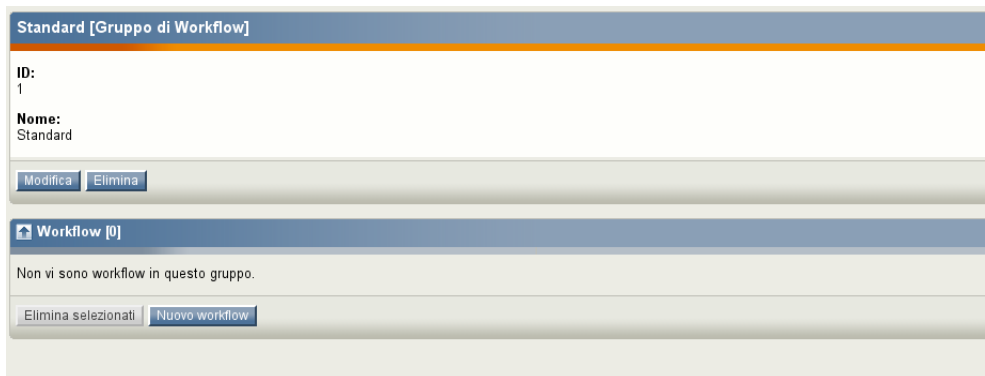 Standard [Gruppo di Workflow]
ID:
1
Nome:
Standard
Modifica Elimina
Workflow [0]
Non vi sono workflow in questo gruppo.
Elimina selezionati Nuovo workflow